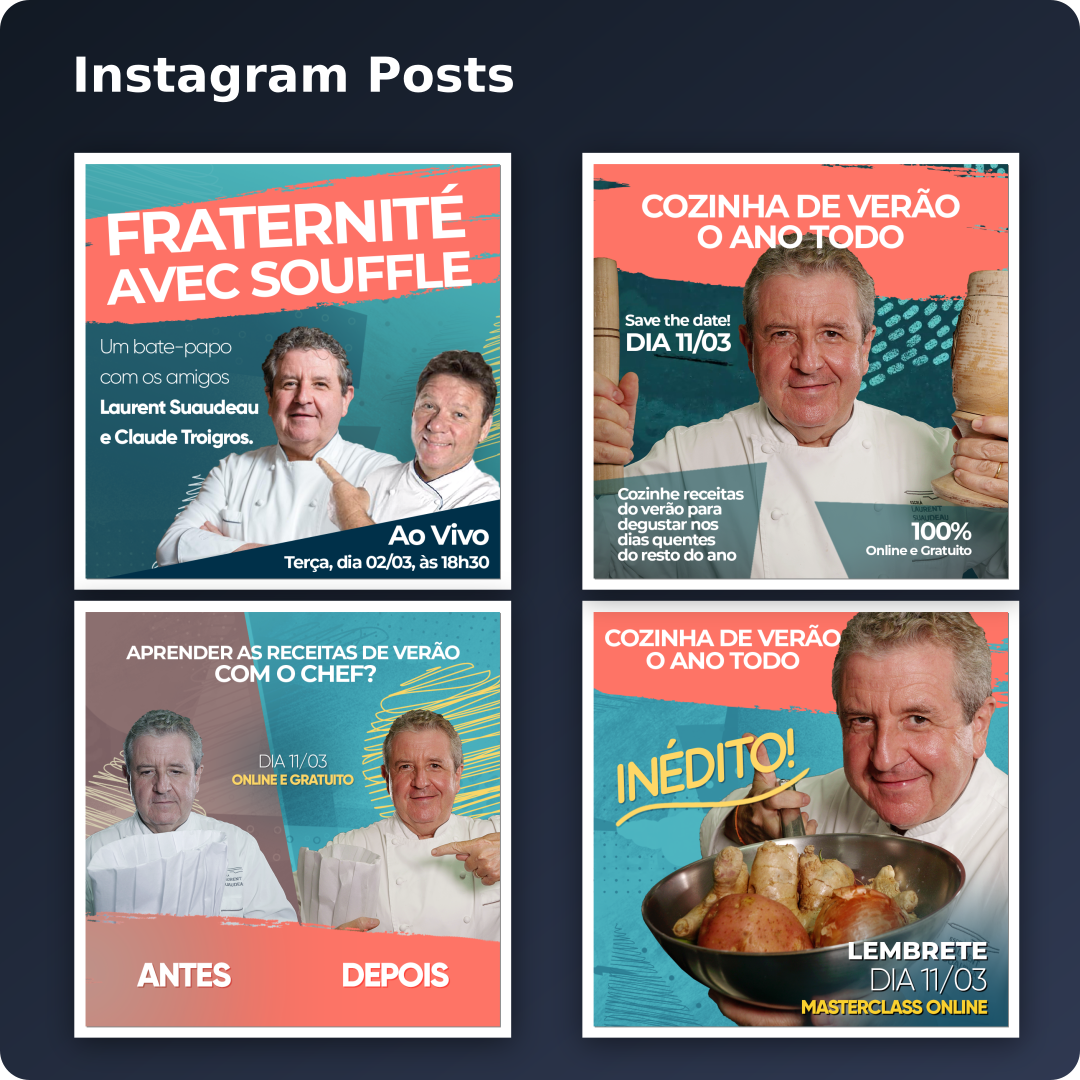 Instagram Posts
FRATERNITÉ
AVEC SOUFFLE
Um bate-papo
com os amigos
Laurent Suaudeau
e Claude Troigros.
Ao Vivo
Terça, dia 02/03, às 18h30
COZINHA DE VERÃO
O ANO TODO
Save the date!
DIA 11/03
Cozinhe receitas
do verão para
degustar nos
dias quentes
do resto do ano
LAURENT
SUAUDEAU
100%
Online e Gratuito
APRENDER AS RECEITAS DE VERÃO
COM O CHEF?
DIA 11/03
ONLINE E GRATUITO
ANTES
DEPOIS
COZINHA DE VERÃO
O ANO TODO
INÉDITO!
LEMBRETE
DIA 11/03
MASTERCLASS ONLINE